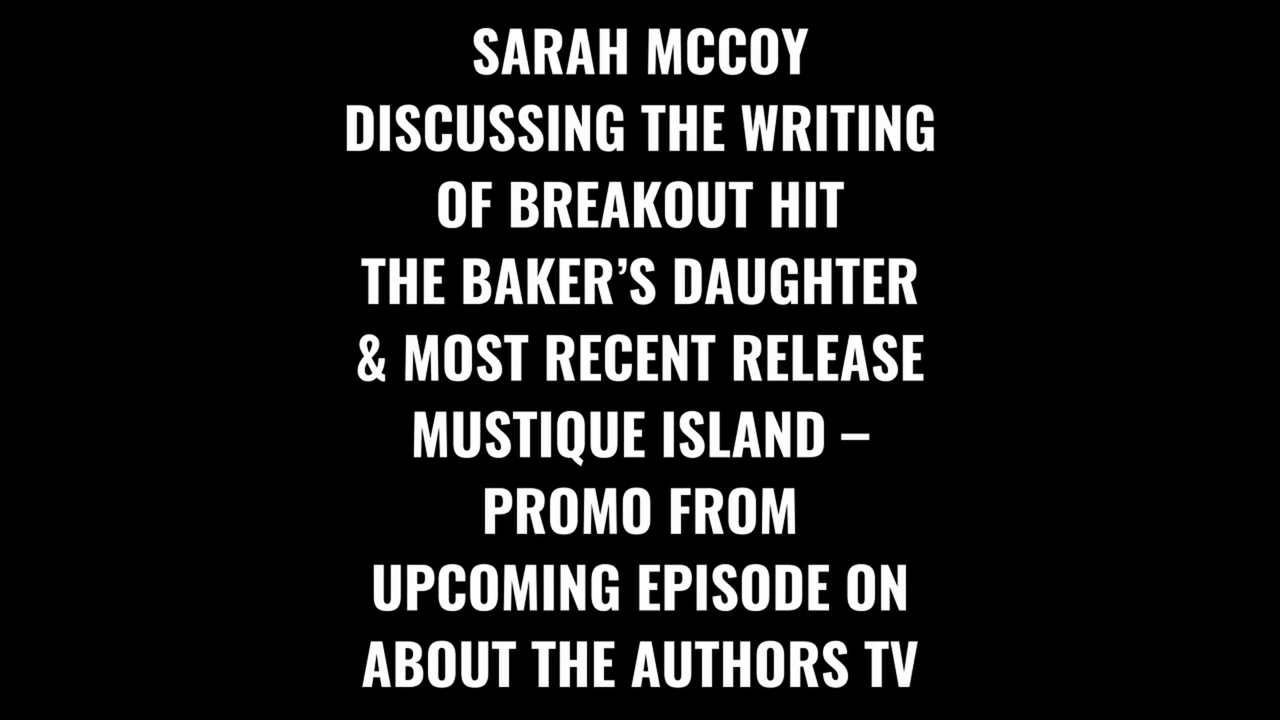 SARAH MCCOY
DISCUSSING THE WRITING
OF BREAKOUT HIT
THE BAKER’S DAUGHTER
& MOST RECENT RELEASE
MUSTIQUE ISLAND –
PROMO FROM
UPCOMING EPISODE ON
ABOUT THE AUTHORS TV